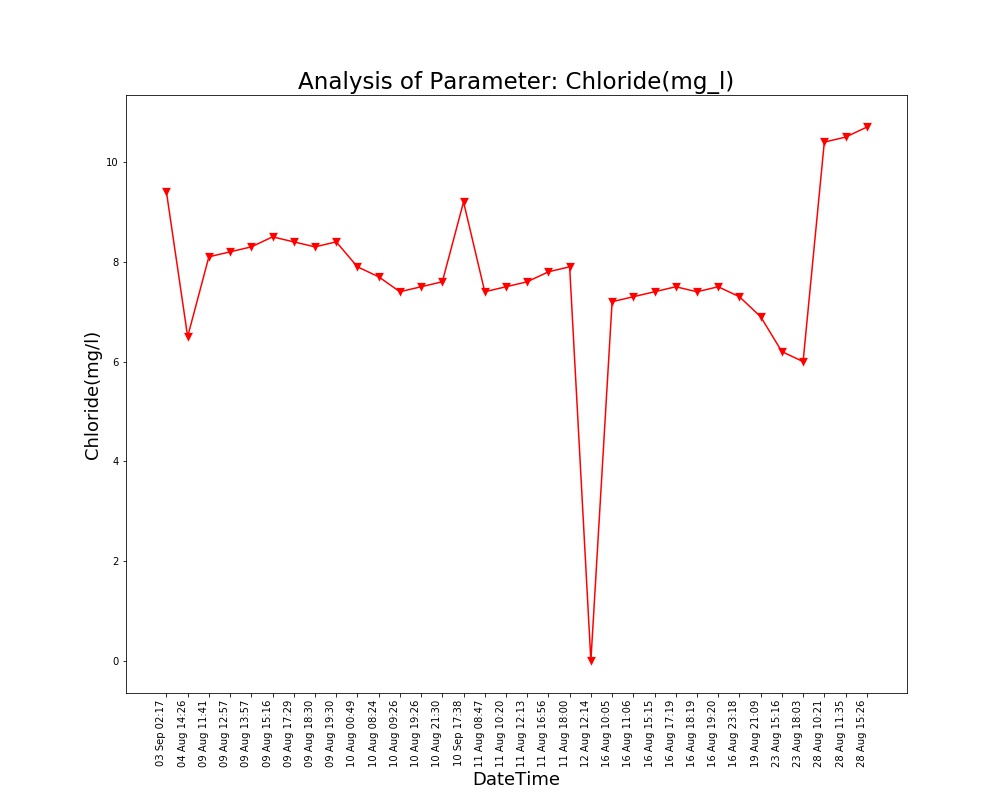 Analysis of Parameter: Chloride(mg_l)
Chloride(mg/l)
10
8
6
4
2
0
03 Sep 02:17
04 Aug 14:26
09 Aug 11:41
09 Aug 12:57
09 Aug 13:57
09 Aug 15:16
09 Aug 17:29
09 Aug 18:30
09 Aug 19:30
10 Aug 00:49
10 Aug 08:24
10 Aug 09:26
10 Aug 19:26
10 Aug 21:30
10 Sep 17:38
11 Aug 08:47
11 Aug 10:20
11 Aug 12:13
11 Aug 16:56
11 Aug 18:00
12 Aug 12:14
16 Aug 10:05
16 Aug 11:06
16 Aug 15:15
16 Aug 17:19
16 Aug 18:19
16 Aug 19:20
16 Aug 23:18
19 Aug 21:09
23 Aug 15:16
23 Aug 18:03
28 Aug 10:21
28 Aug 11:35
28 Aug 15:26
DateTime